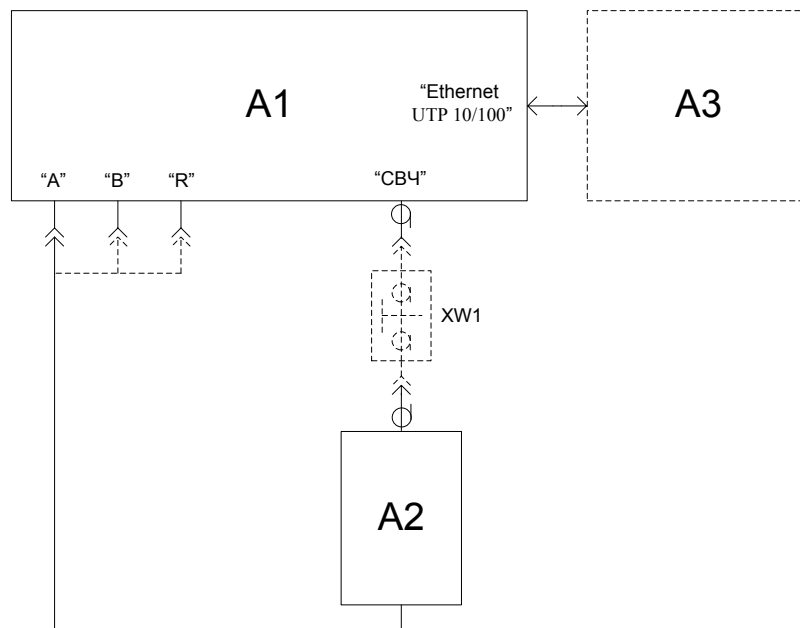 “Ethernet
UTP 10/100”
A1
A3
“A”
“B”
“R”
“СВЧ”
XW1
A2